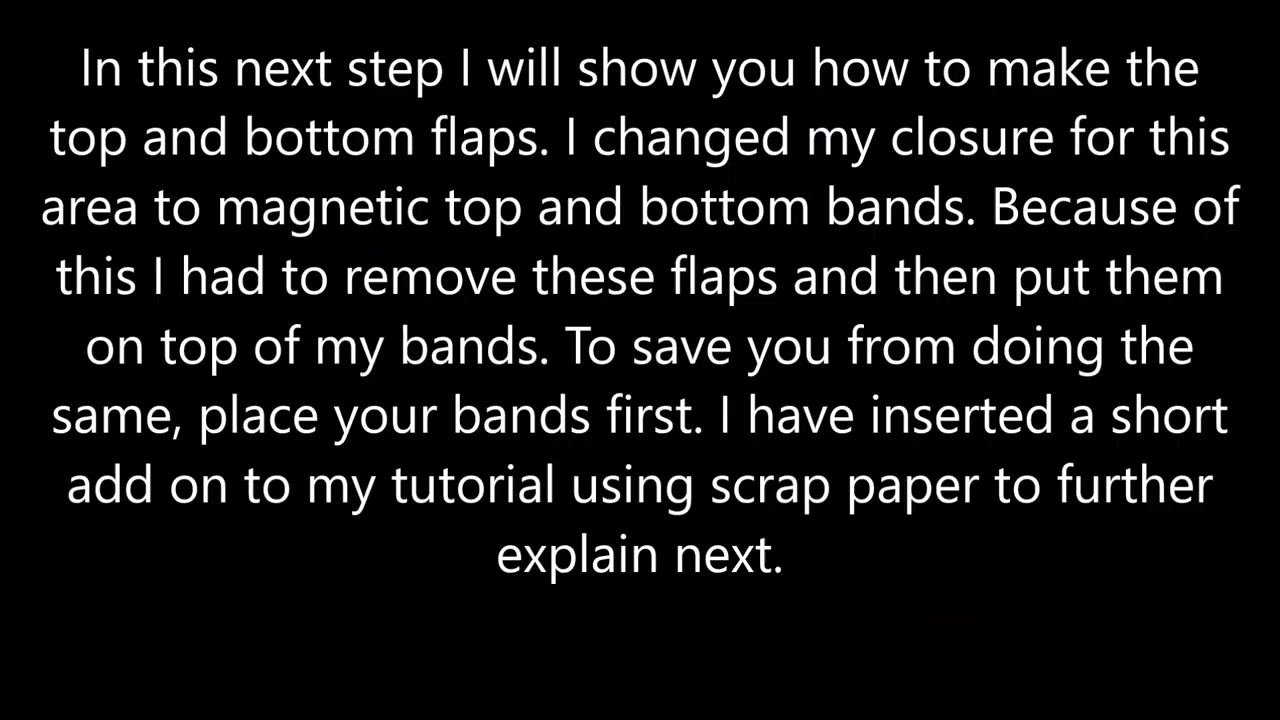 In this next step I will show you how to make the
top and bottom flaps. I changed my closure for this
area to magnetic top and bottom bands. Because of
this I had to remove these flaps and then put them
on top of my bands. To save you from doing the
same, place your bands first. I have inserted a short
add on to my tutorial using scrap paper to further
explain next.